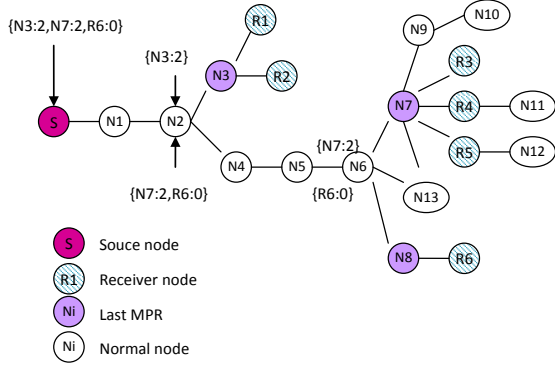 {N3:2,N7:2,R6:0}
{N3:2}
R1
N9
N10
N3
R2
R3
S
N1
N2
N7
R4
N11
{N7:2}
R5
N12
N4
N5
N6
{N7:2,R6:0}
{R6:0}
N13
S
Souce node
N8
R6
R1
Receiver node
Ni
Last MPR
Ni
Normal node